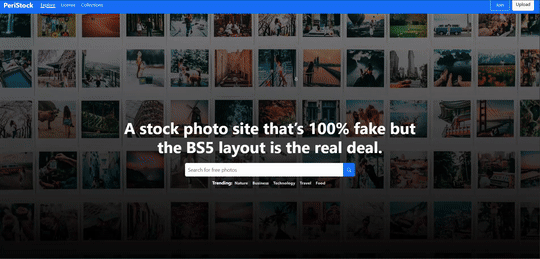 PeriStock Explore License Collections Join Upload
A stock photo site that's 100% fake but
the BS5 layout is the real deal.
Search for free photos
Trending: Nature Business Technology Travel Food